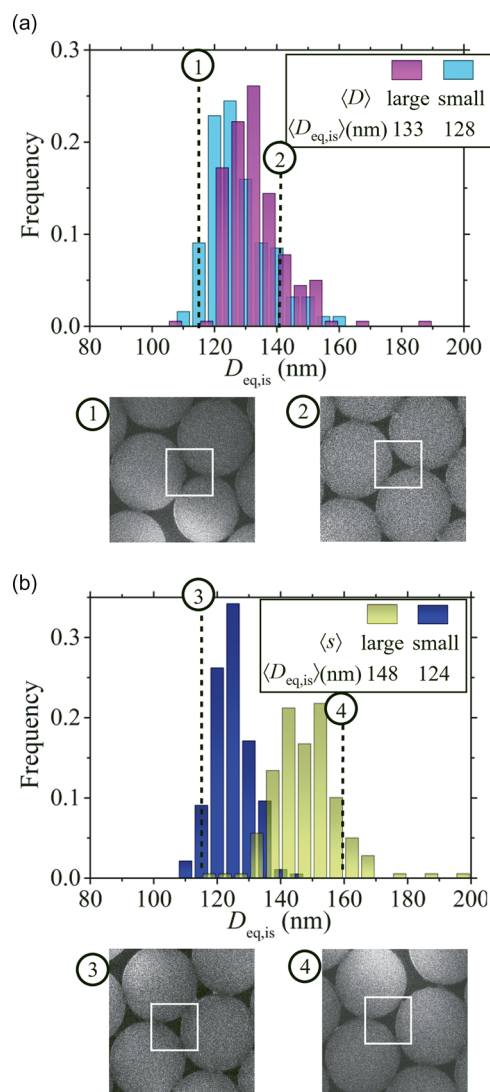 (a)
0.3
0.2
0.1
0.0
Frequency
1
2
⟨D⟩ large small
⟨Deq,is⟩(nm) 133 128
80 100 120 140 160 180 200
Deq,is (nm)
1
2
(b)
0.3
0.2
0.1
0.0
Frequency
3
4
⟨s⟩ large small
⟨Deq,is⟩(nm) 148 124
80 100 120 140 160 180 200
Deq,is (nm)
3
4